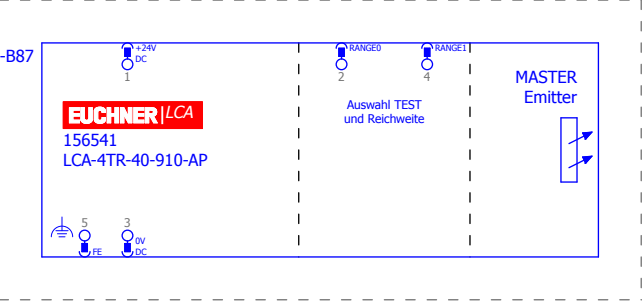 -B87
+24V
DC
1
RANGE0
2
RANGE1
4
MASTER
Emitter
EUCHNER|LCA
Auswahl TEST
und Reichweite
156541
LCA-4TR-40-910-AP
5
FE
3
0V
DC